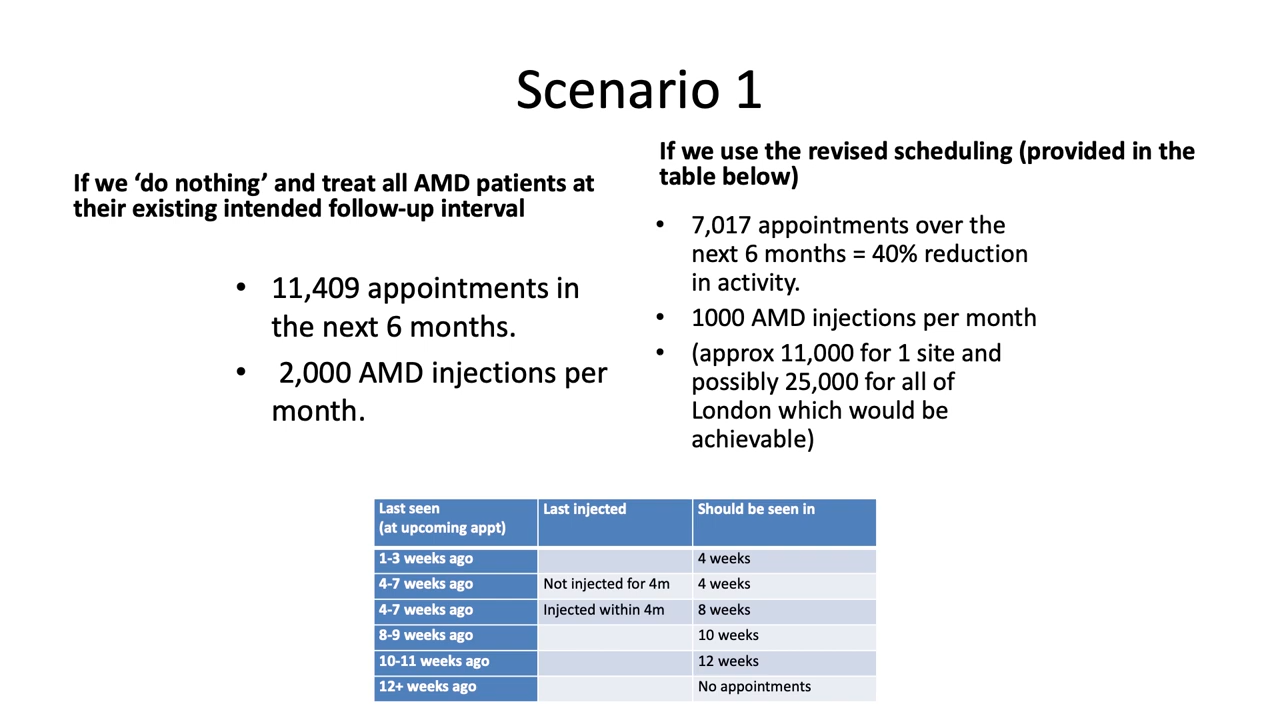 Scenario 1
If we ‘do nothing’ and treat all AMD patients at
their existing intended follow-up interval
• 11,409 appointments in
the next 6 months.
• 2,000 AMD injections per
month.
If we use the revised scheduling (provided in the
table below)
• 7,017 appointments over the
next 6 months = 40% reduction
in activity.
• 1000 AMD injections per month
• (approx 11,000 for 1 site and
possibly 25,000 for all of
London which would be
achievable)
Last seen Last injected Should be seen in
(at upcoming appt)
1-3 weeks ago 4 weeks
4-7 weeks ago Not injected for 4m 4 weeks
4-7 weeks ago Injected within 4m 8 weeks
8-9 weeks ago 10 weeks
10-11 weeks ago 12 weeks
12+ weeks ago No appointments